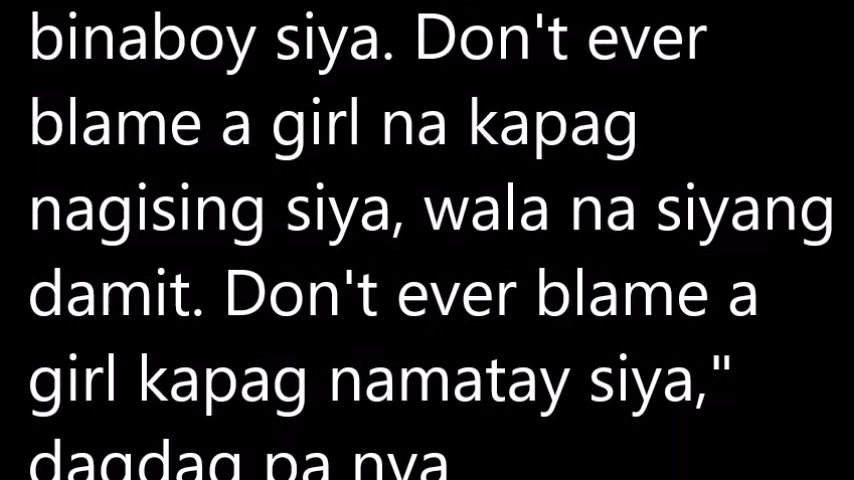 binaboy siya. Don't ever
blame a girl na kapag
nagising siya, wala na siyang
damit. Don't ever blame a
girl kapag namatay siya,"
dagdag pa nya